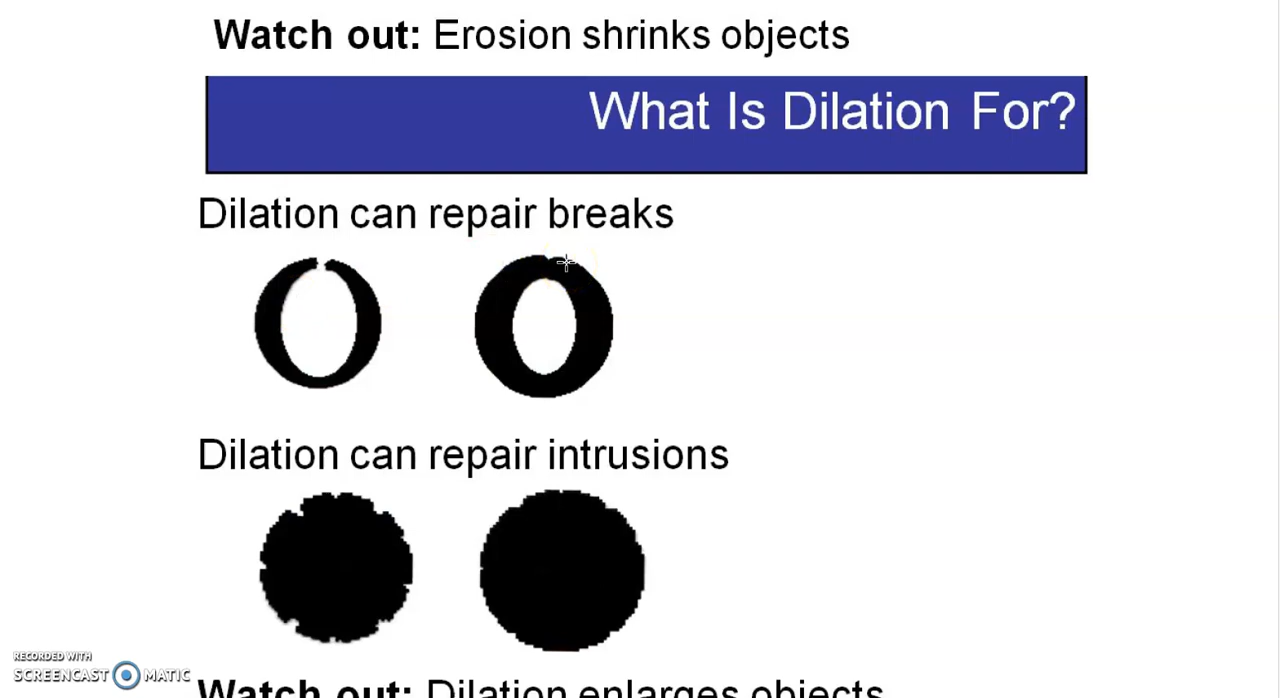 Watch out: Erosion shrinks objects
What Is Dilation For?
Dilation can repair breaks
Dilation can repair intrusions
RECORDED WITH
SCREENCAST MATIC
Watch out: Dilation enlarges objects